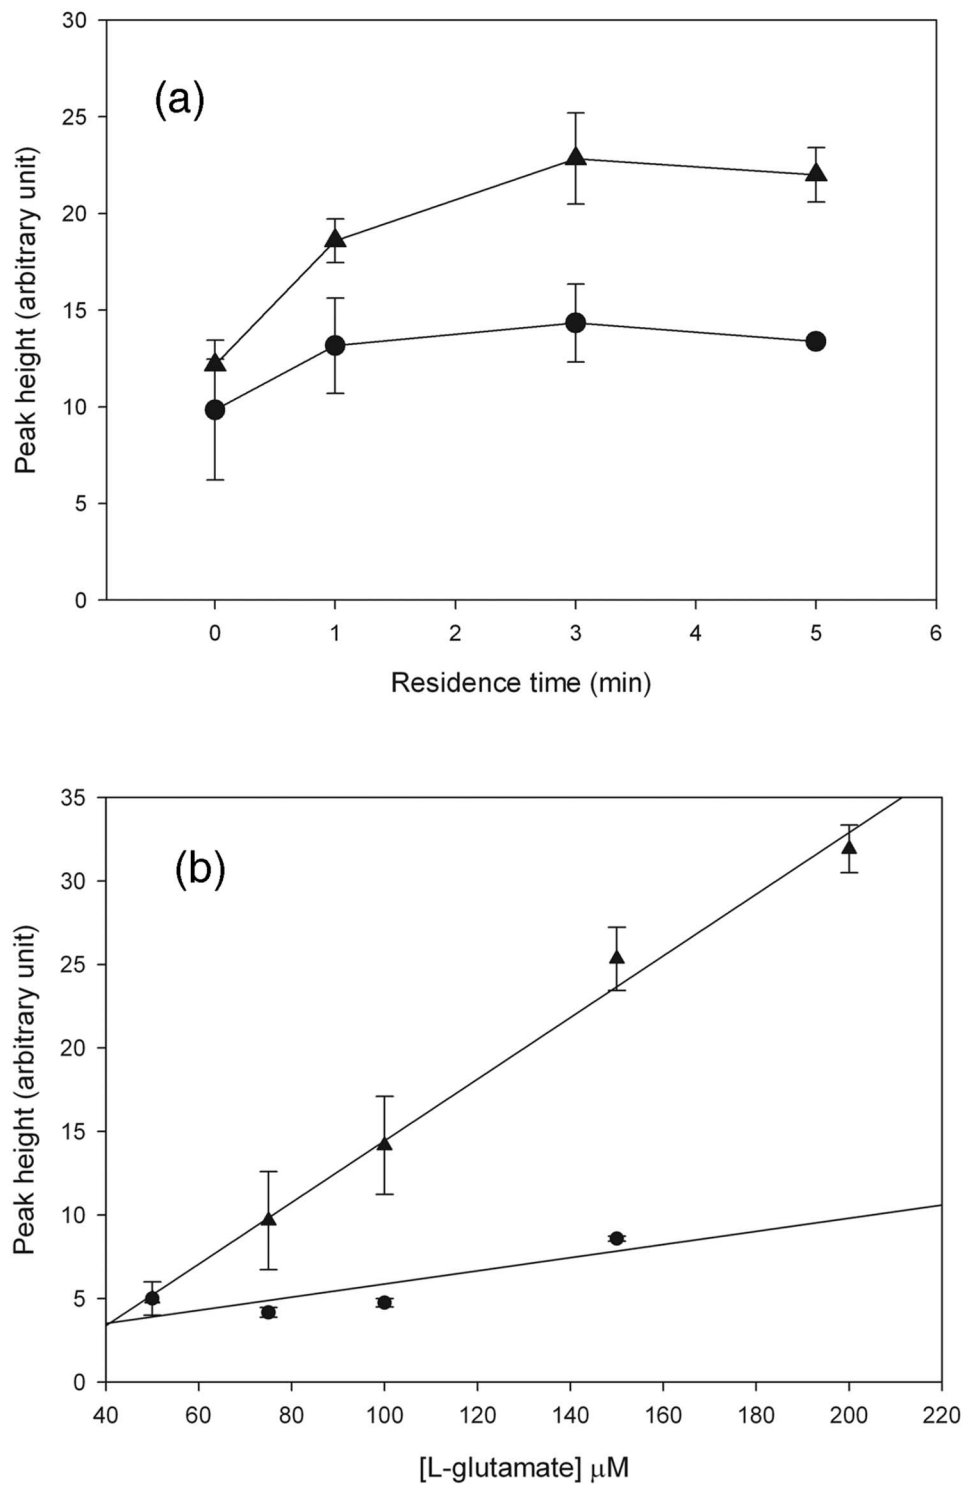 30
(a)
25
20
15
10
5
0
Peak height (arbitrary unit)
0 1 2 3 4 5 6
Residence time (min)
35
(b)
30
25
20
15
10
5
0
Peak height (arbitrary unit)
40 60 80 100 120 140 160 180 200 220
[L-glutamate] μM